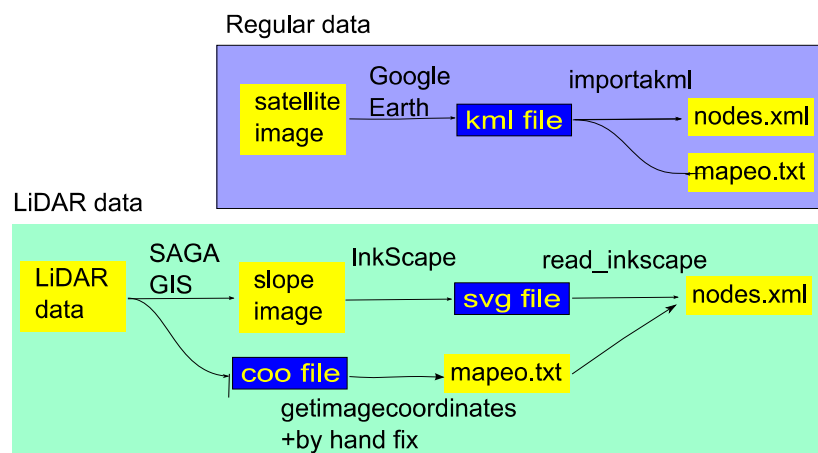 Regular data
satellite
image
Google
Earth
kml file
importakml
nodes.xml
mapeo.txt
LiDAR data
LiDAR
data
SAGA
GIS
slope
image
InkScape
svg file
read_inkscape
nodes.xml
coo file
getimagecoordinates
+by hand fix
mapeo.txt